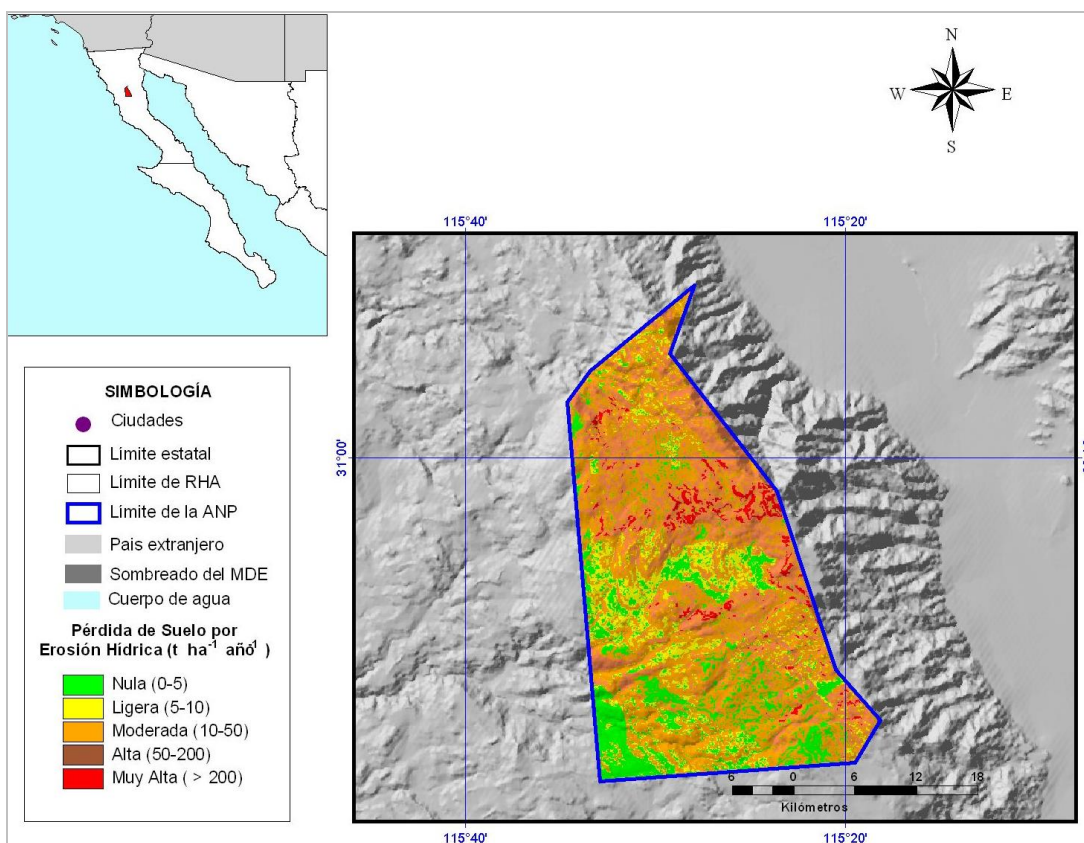 N
W E
S
115°40' 115°20'
31°00'
SIMBOLOGÍA
Ciudades
Limite estatal
Límite de RHA
Límite de la ANP
Pais extranjero
Sombreado del MDE
Cuerpo de agua
Pérdida de Suelo por
Erosión Hídrica (t ha⁻¹ año⁻¹ )
Nula (0-5)
Ligera (5-10)
Moderada (10-50)
Alta (50-200)
Muy Alta ( > 200)
6 0 6 12 18
Kilómetros
115°40' 115°20'